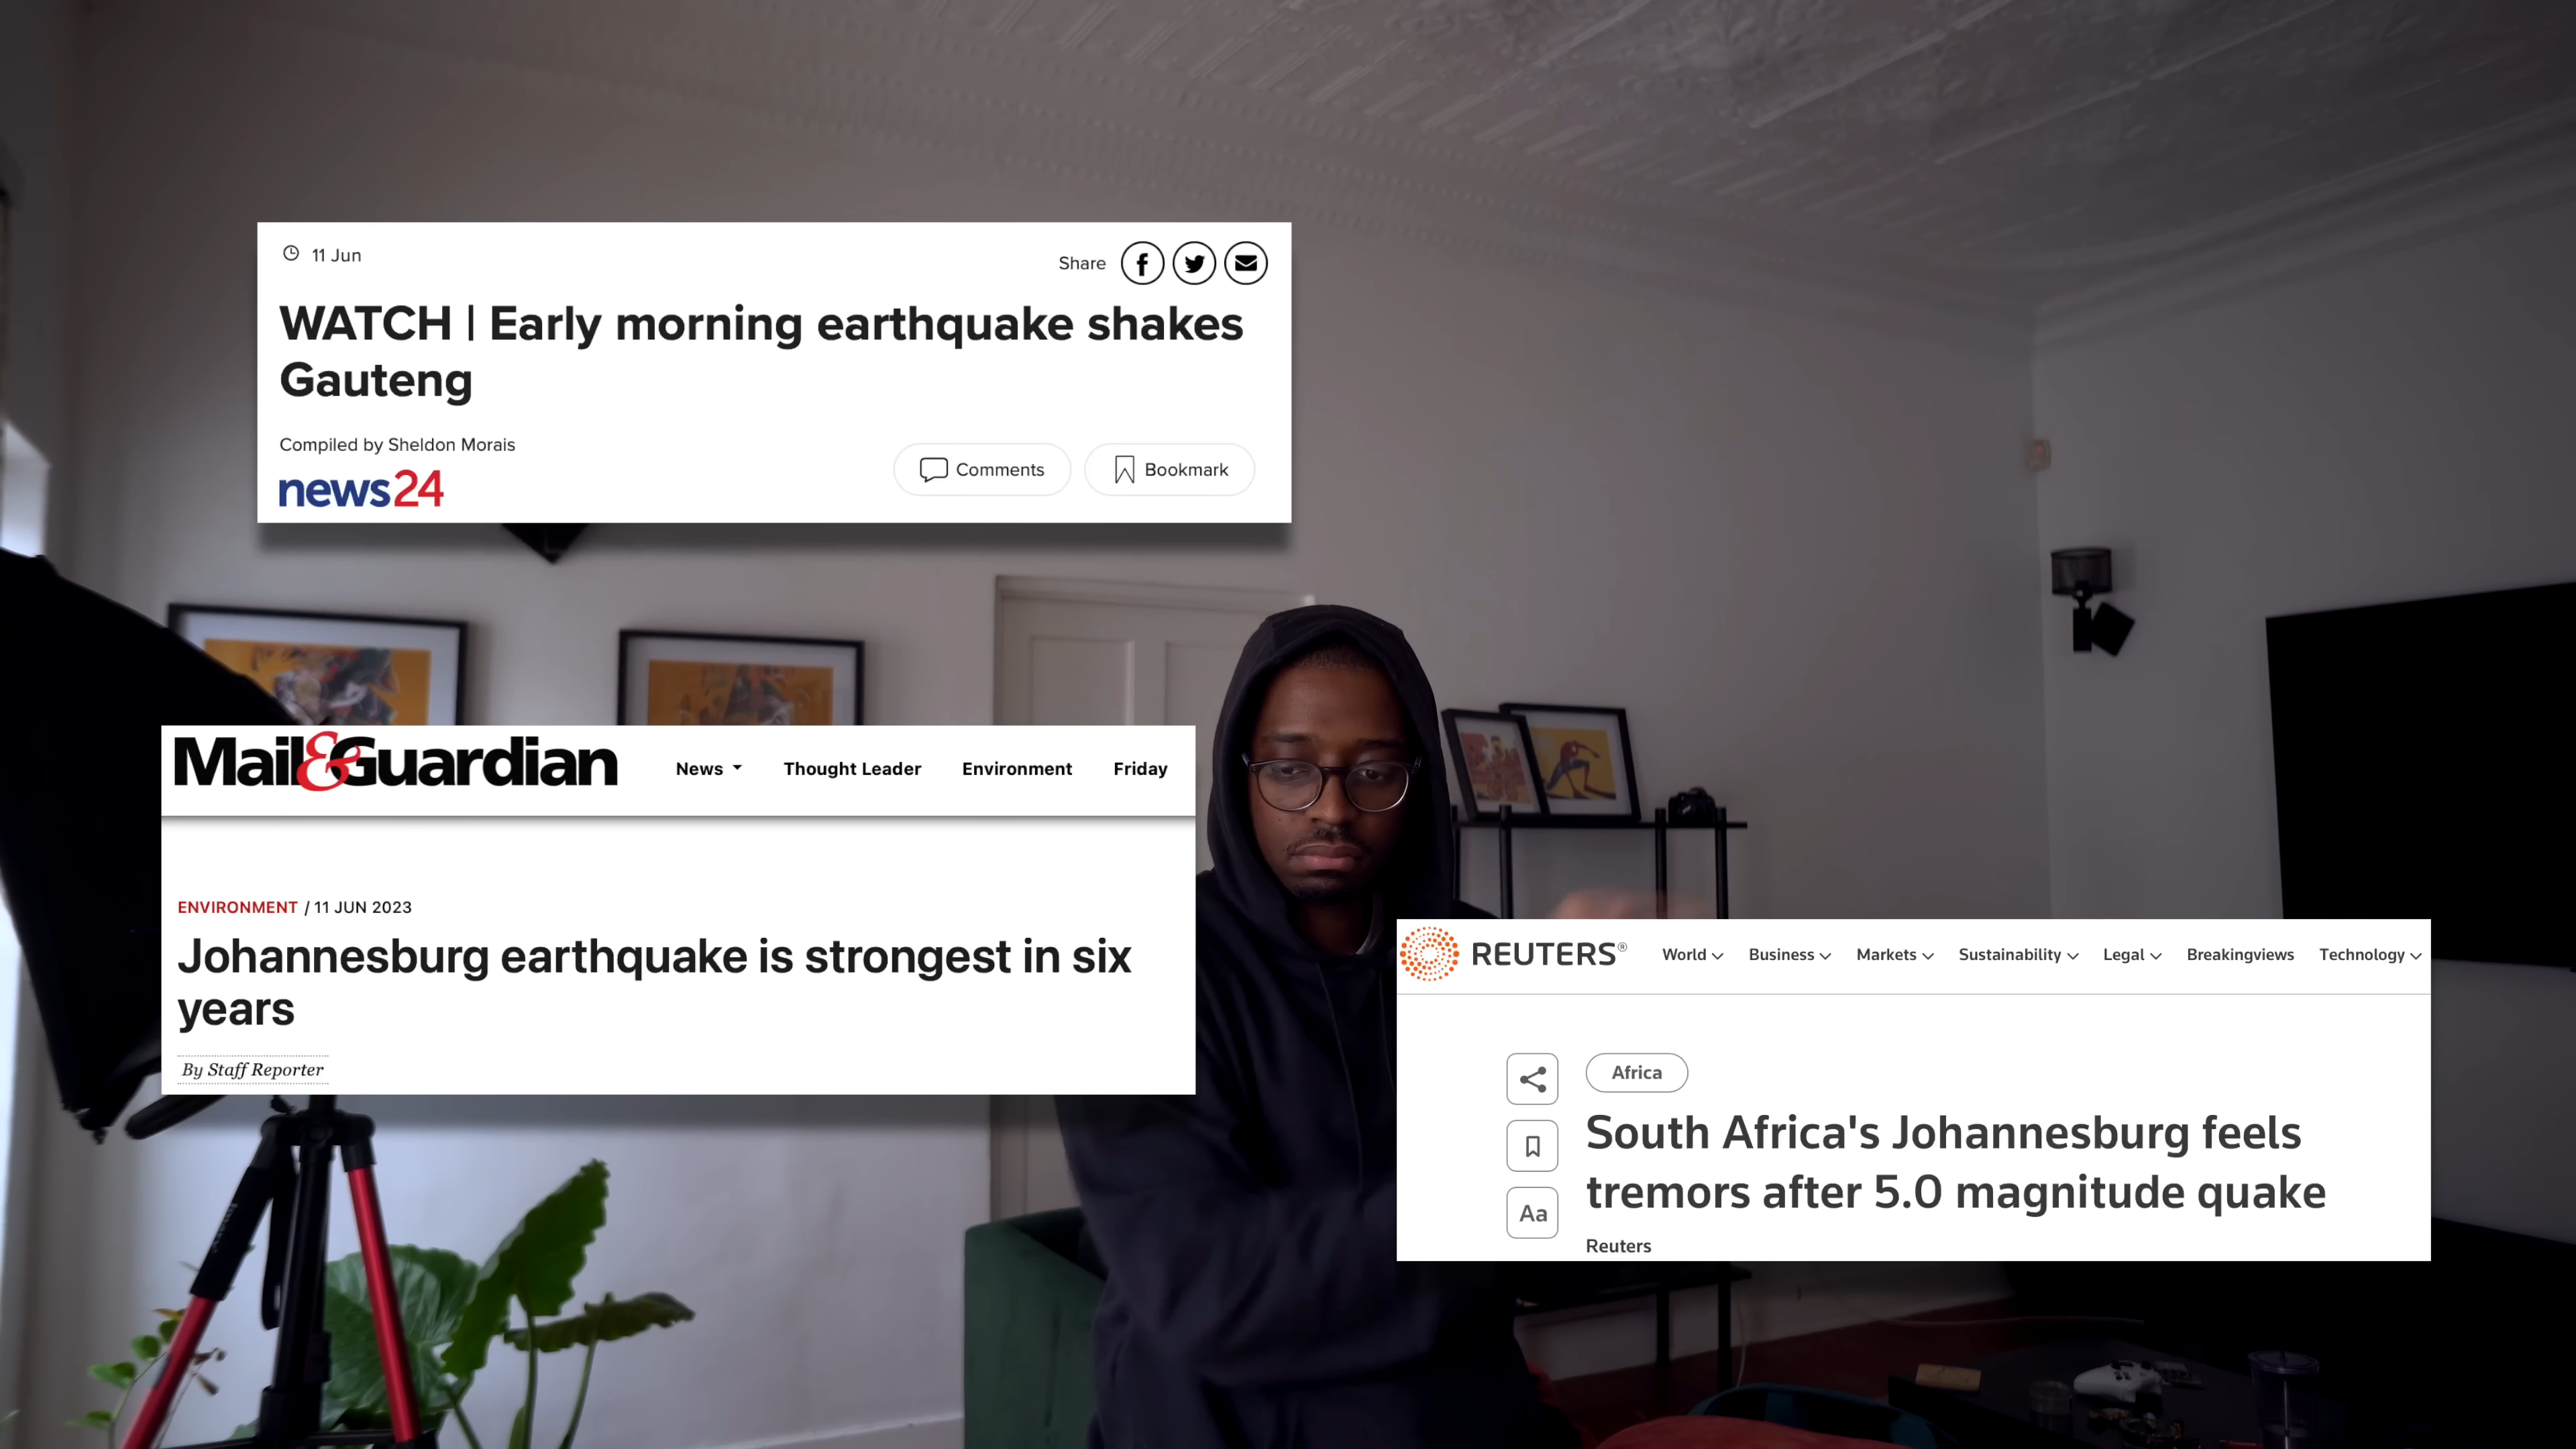 11 Jun
Share
WATCH | Early morning earthquake shakes
Gauteng
Compiled by Sheldon Morais
Comments
Bookmark
news24
Mail&Guardian
News
Thought Leader
Environment
Friday
ENVIRONMENT / 11 JUN 2023
Johannesburg earthquake is strongest in six
years
By Staff Reporter
REUTERS®
World
Business
Markets
Sustainability
Legal
Breakingviews
Technology
Africa
South Africa's Johannesburg feels
tremors after 5.0 magnitude quake
Aa
Reuters